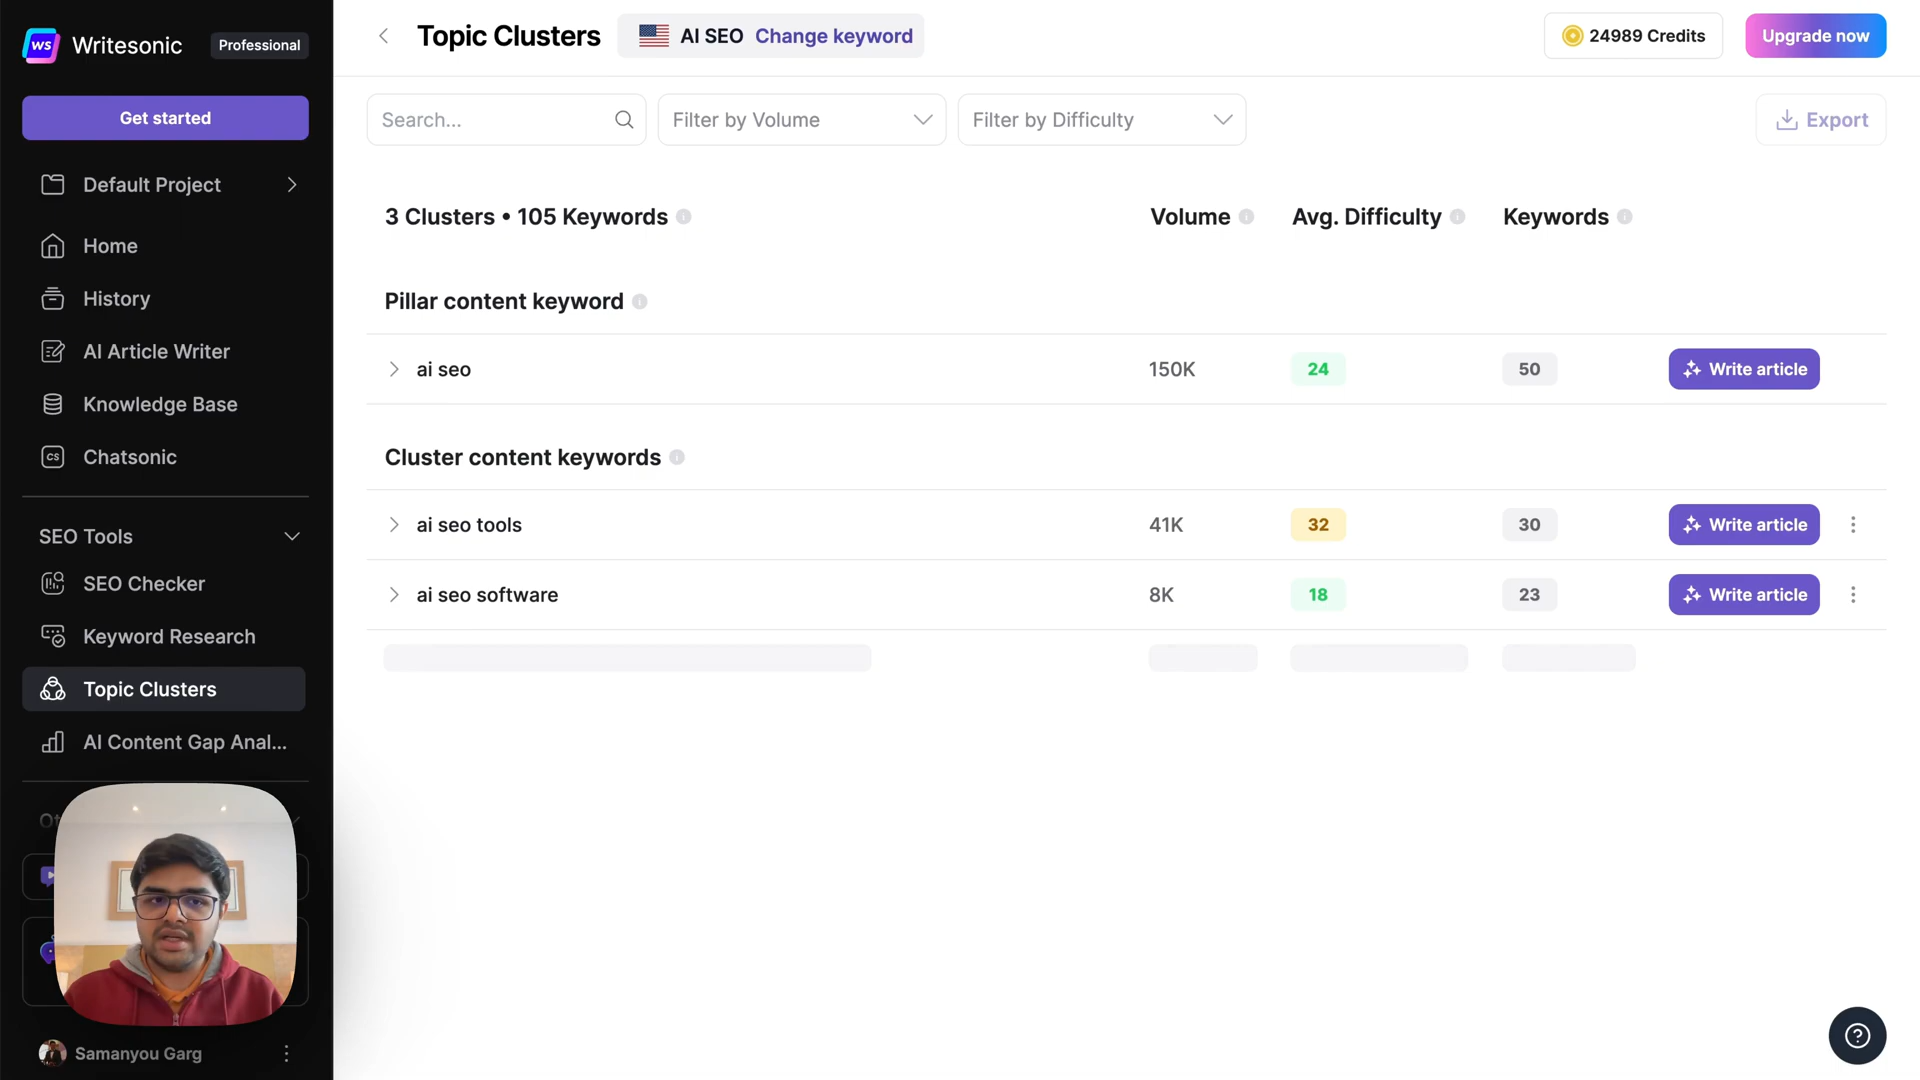 ws Writesonic Professional
Get started
Default Project
Home
History
AI Article Writer
Knowledge Base
CS Chatsonic
SEO Tools
SEO Checker
Keyword Research
Topic Clusters
AI Content Gap Anal...
Samanyou Garg
Topic Clusters AI SEO Change keyword 24989 Credits Upgrade now
Search... Filter by Volume Filter by Difficulty Export
3 Clusters • 105 Keywords Volume Avg. Difficulty Keywords
Pillar content keyword
ai seo 150K 24 50 Write article
Cluster content keywords
ai seo tools 41K 32 30 Write article
ai seo software 8K 18 23 Write article